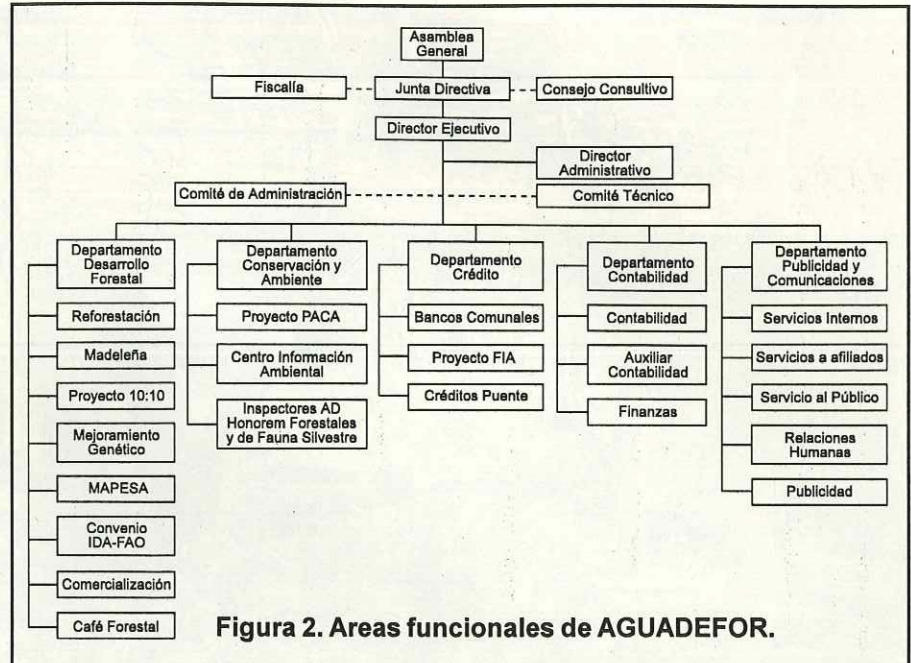 Asamblea
General
Fiscalía
Junta Directiva
Consejo Consultivo
Director Ejecutivo
Director
Administrativo
Comité de Administración
Comité Técnico
Departamento
Desarrollo
Forestal
Reforestación
Madeleña
Proyecto 10:10
Mejoramiento
Genético
MAPESA
Convenio
IDA-FAO
Comercialización
Café Forestal
Departamento
Conservación y
Ambiente
Proyecto PACA
Centro Información
Ambiental
Inspectores AD
Honorem Forestales
y de Fauna Silvestre
Departamento
Crédito
Bancos Comunales
Proyecto FIA
Créditos Puente
Departamento
Contabilidad
Contabilidad
Auxiliar
Contabilidad
Finanzas
Departamento
Publicidad y
Comunicaciones
Servicios Internos
Servicios a afiliados
Servicio al Público
Relaciones
Humanas
Publicidad
Figura 2. Areas funcionales de AGUADEFOR.